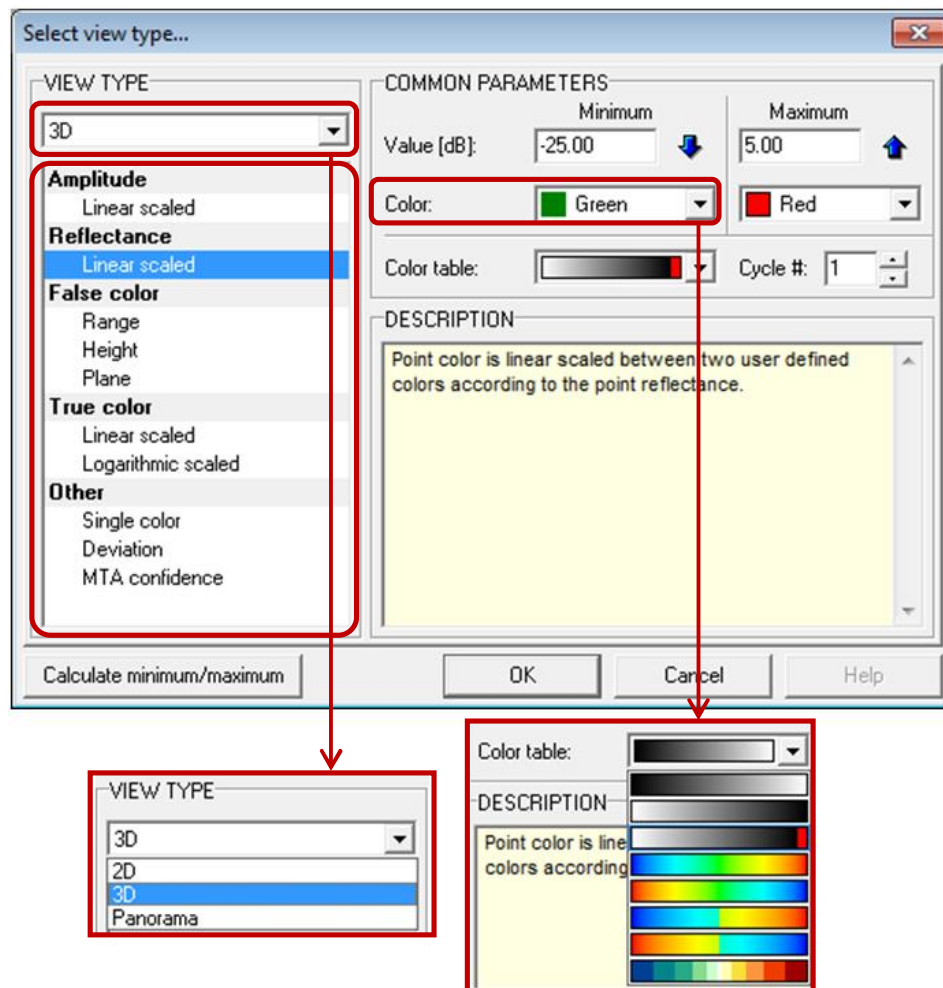 Select view type...
VIEW TYPE
3D
Amplitude
Linear scaled
Reflectance
Linear scaled
False color
Range
Height
Plane
True color
Linear scaled
Logarithmic scaled
Other
Single color
Deviation
MTA confidence
COMMON PARAMETERS
Minimum Maximum
Value [dB]: -25.00 5.00
Color: Green Red
Color table: Cycle #: 1
DESCRIPTION
Point color is linear scaled between two user defined
colors according to the point reflectance.
Calculate minimum/maximum OK Cancel Help
VIEW TYPE
3D
2D
3D
Panorama
Color table:
DESCRIPTION
Point color is line
colors according